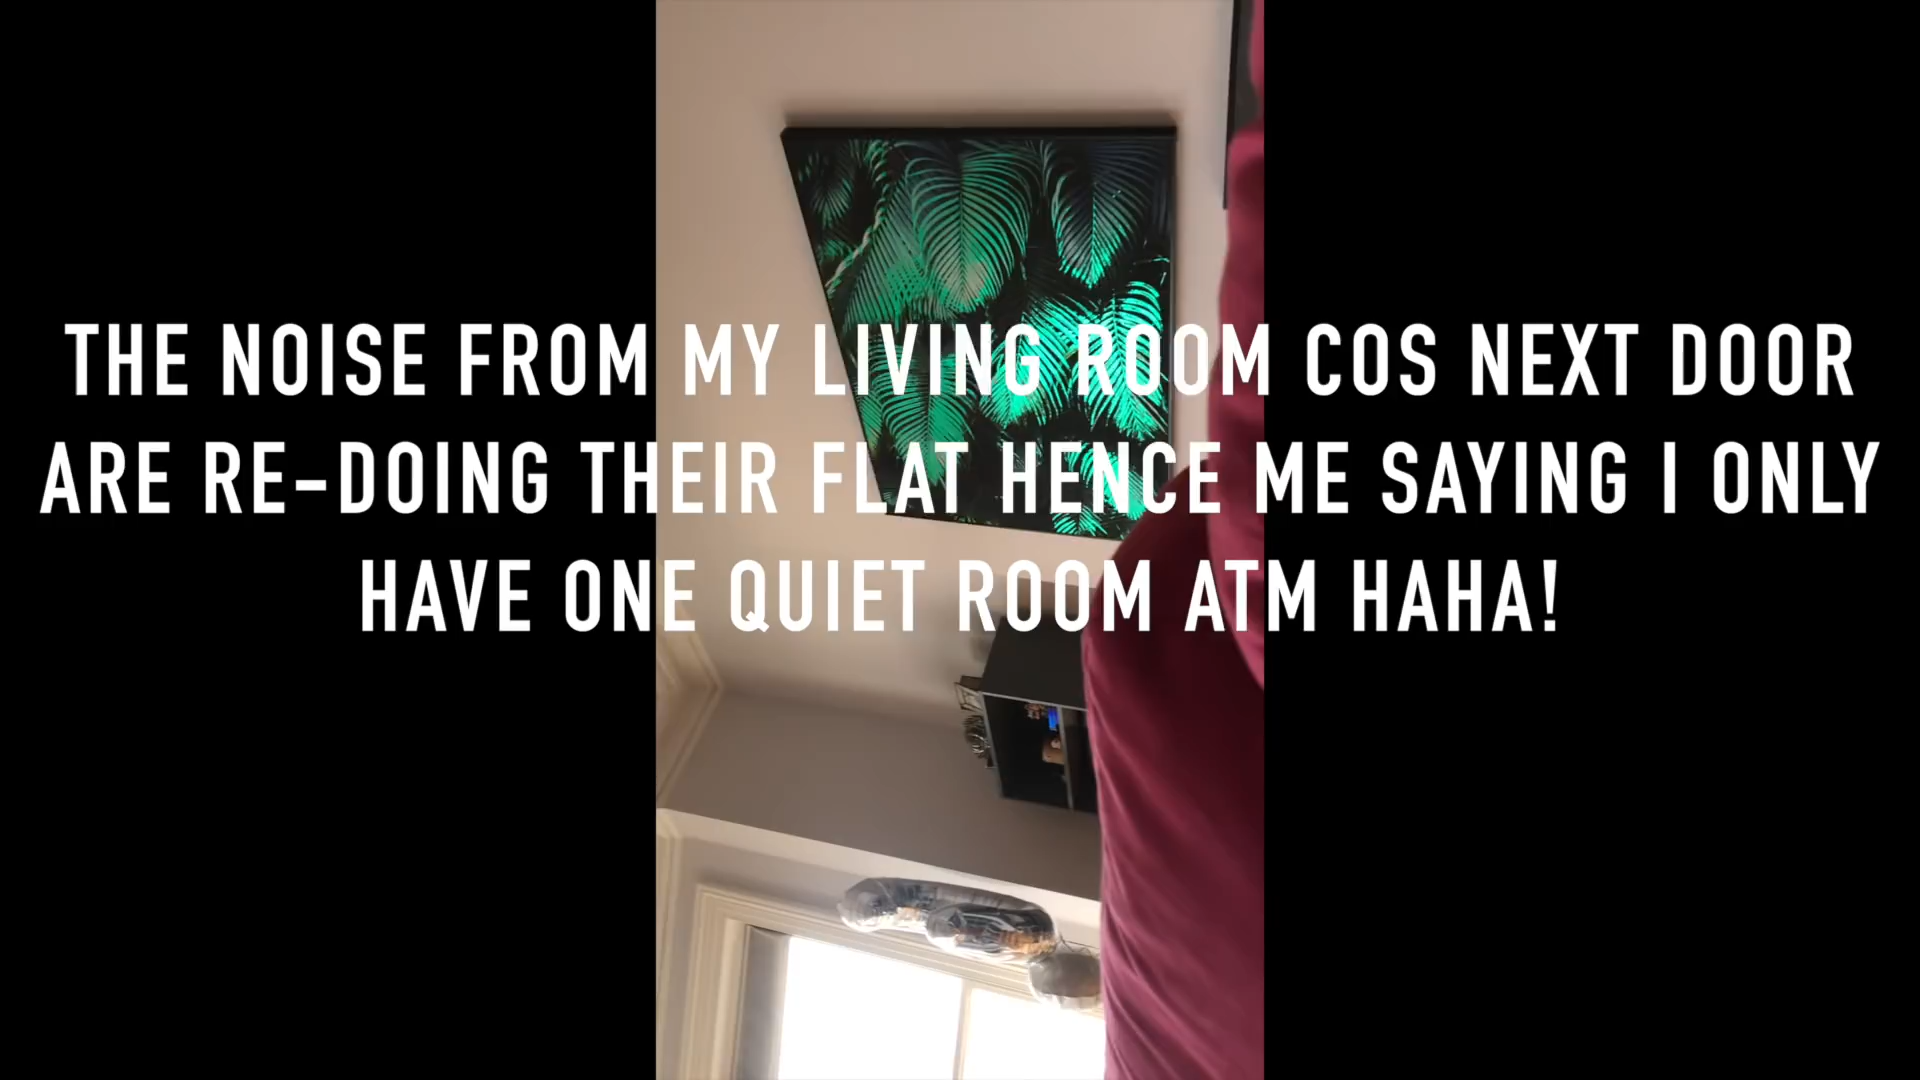 THE NOISE FROM MY LIVING ROOM COS NEXT DOOR
ARE RE-DOING THEIR FLAT HENCE ME SAYING I ONLY
HAVE ONE QUIET ROOM ATM HAHA!